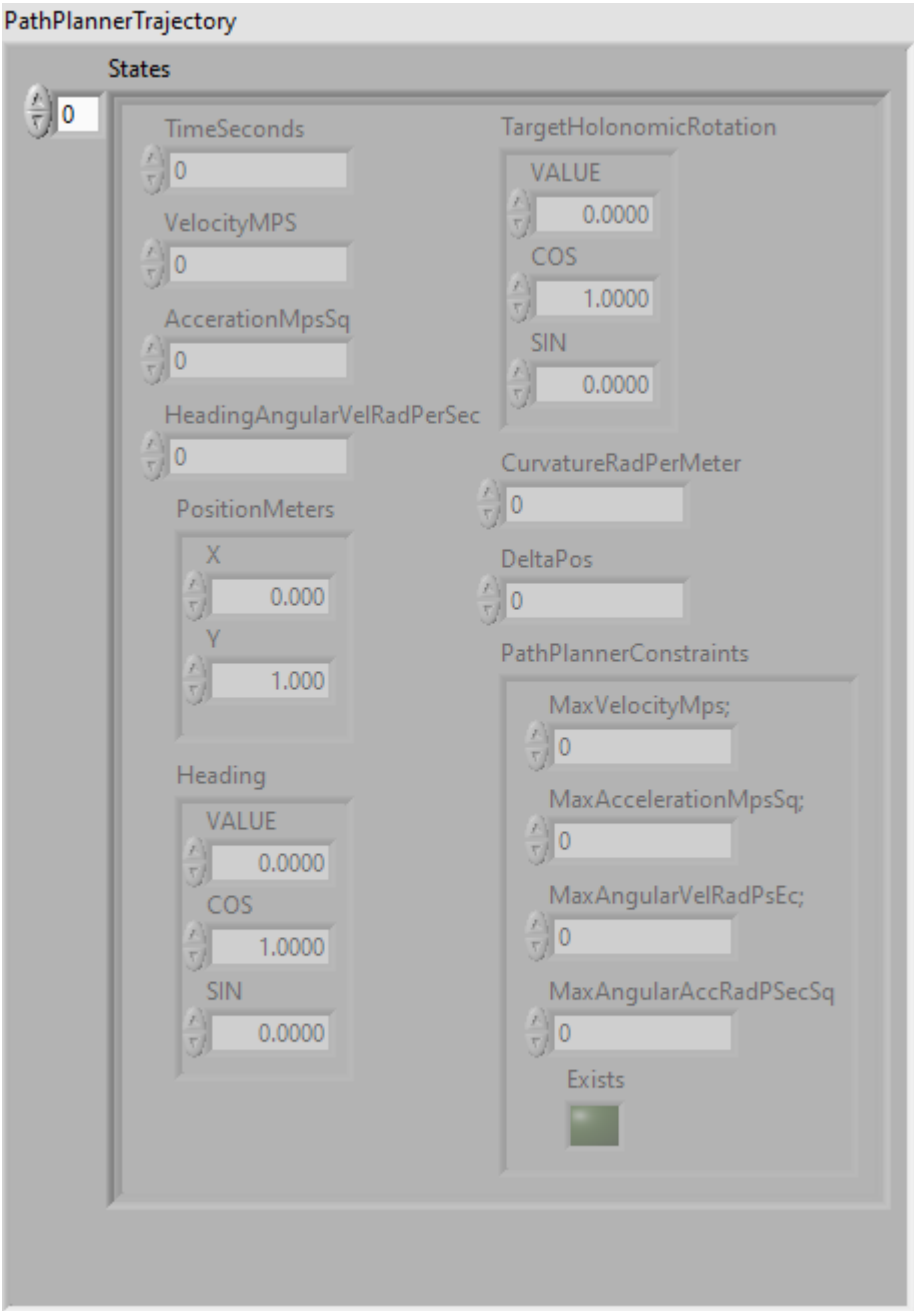 PathPlannerTrajectory
States
0
TimeSeconds
0
VelocityMPS
0
AccerationMpsSq
0
HeadingAngularVelRadPerSec
0
PositionMeters
X
0.000
Y
1.000
Heading
VALUE
0.0000
COS
1.0000
SIN
0.0000
TargetHolonomicRotation
VALUE
0.0000
COS
1.0000
SIN
0.0000
CurvatureRadPerMeter
0
DeltaPos
0
PathPlannerConstraints
MaxVelocityMps;
0
MaxAccelerationMpsSq;
0
MaxAngularVelRadPsEc;
0
MaxAngularAccRadPSecSq
0
Exists